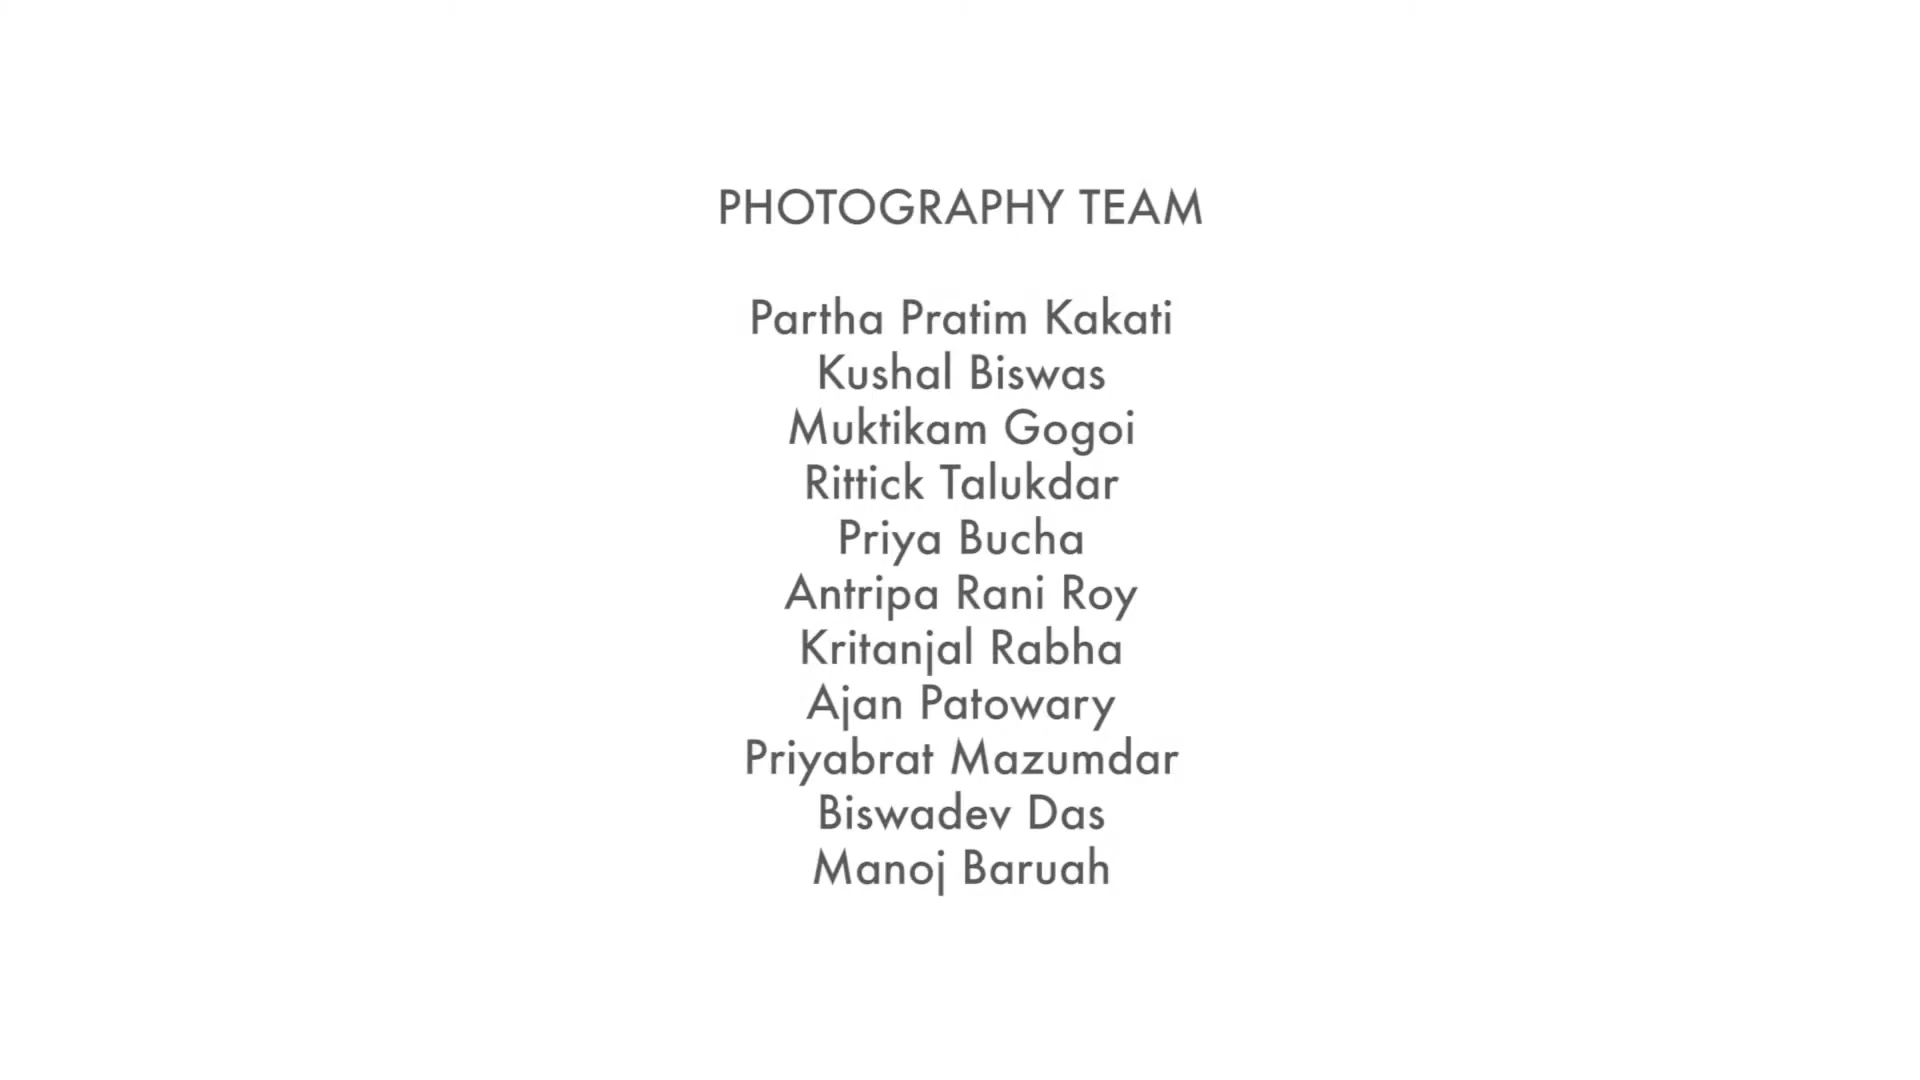 PHOTOGRAPHY TEAM
Partha Pratim Kakati
Kushal Biswas
Muktikam Gogoi
Rittick Talukdar
Priya Bucha
Antripa Rani Roy
Kritanjal Rabha
Ajan Patowary
Priyabrat Mazumdar
Biswadev Das
Manoj Baruah